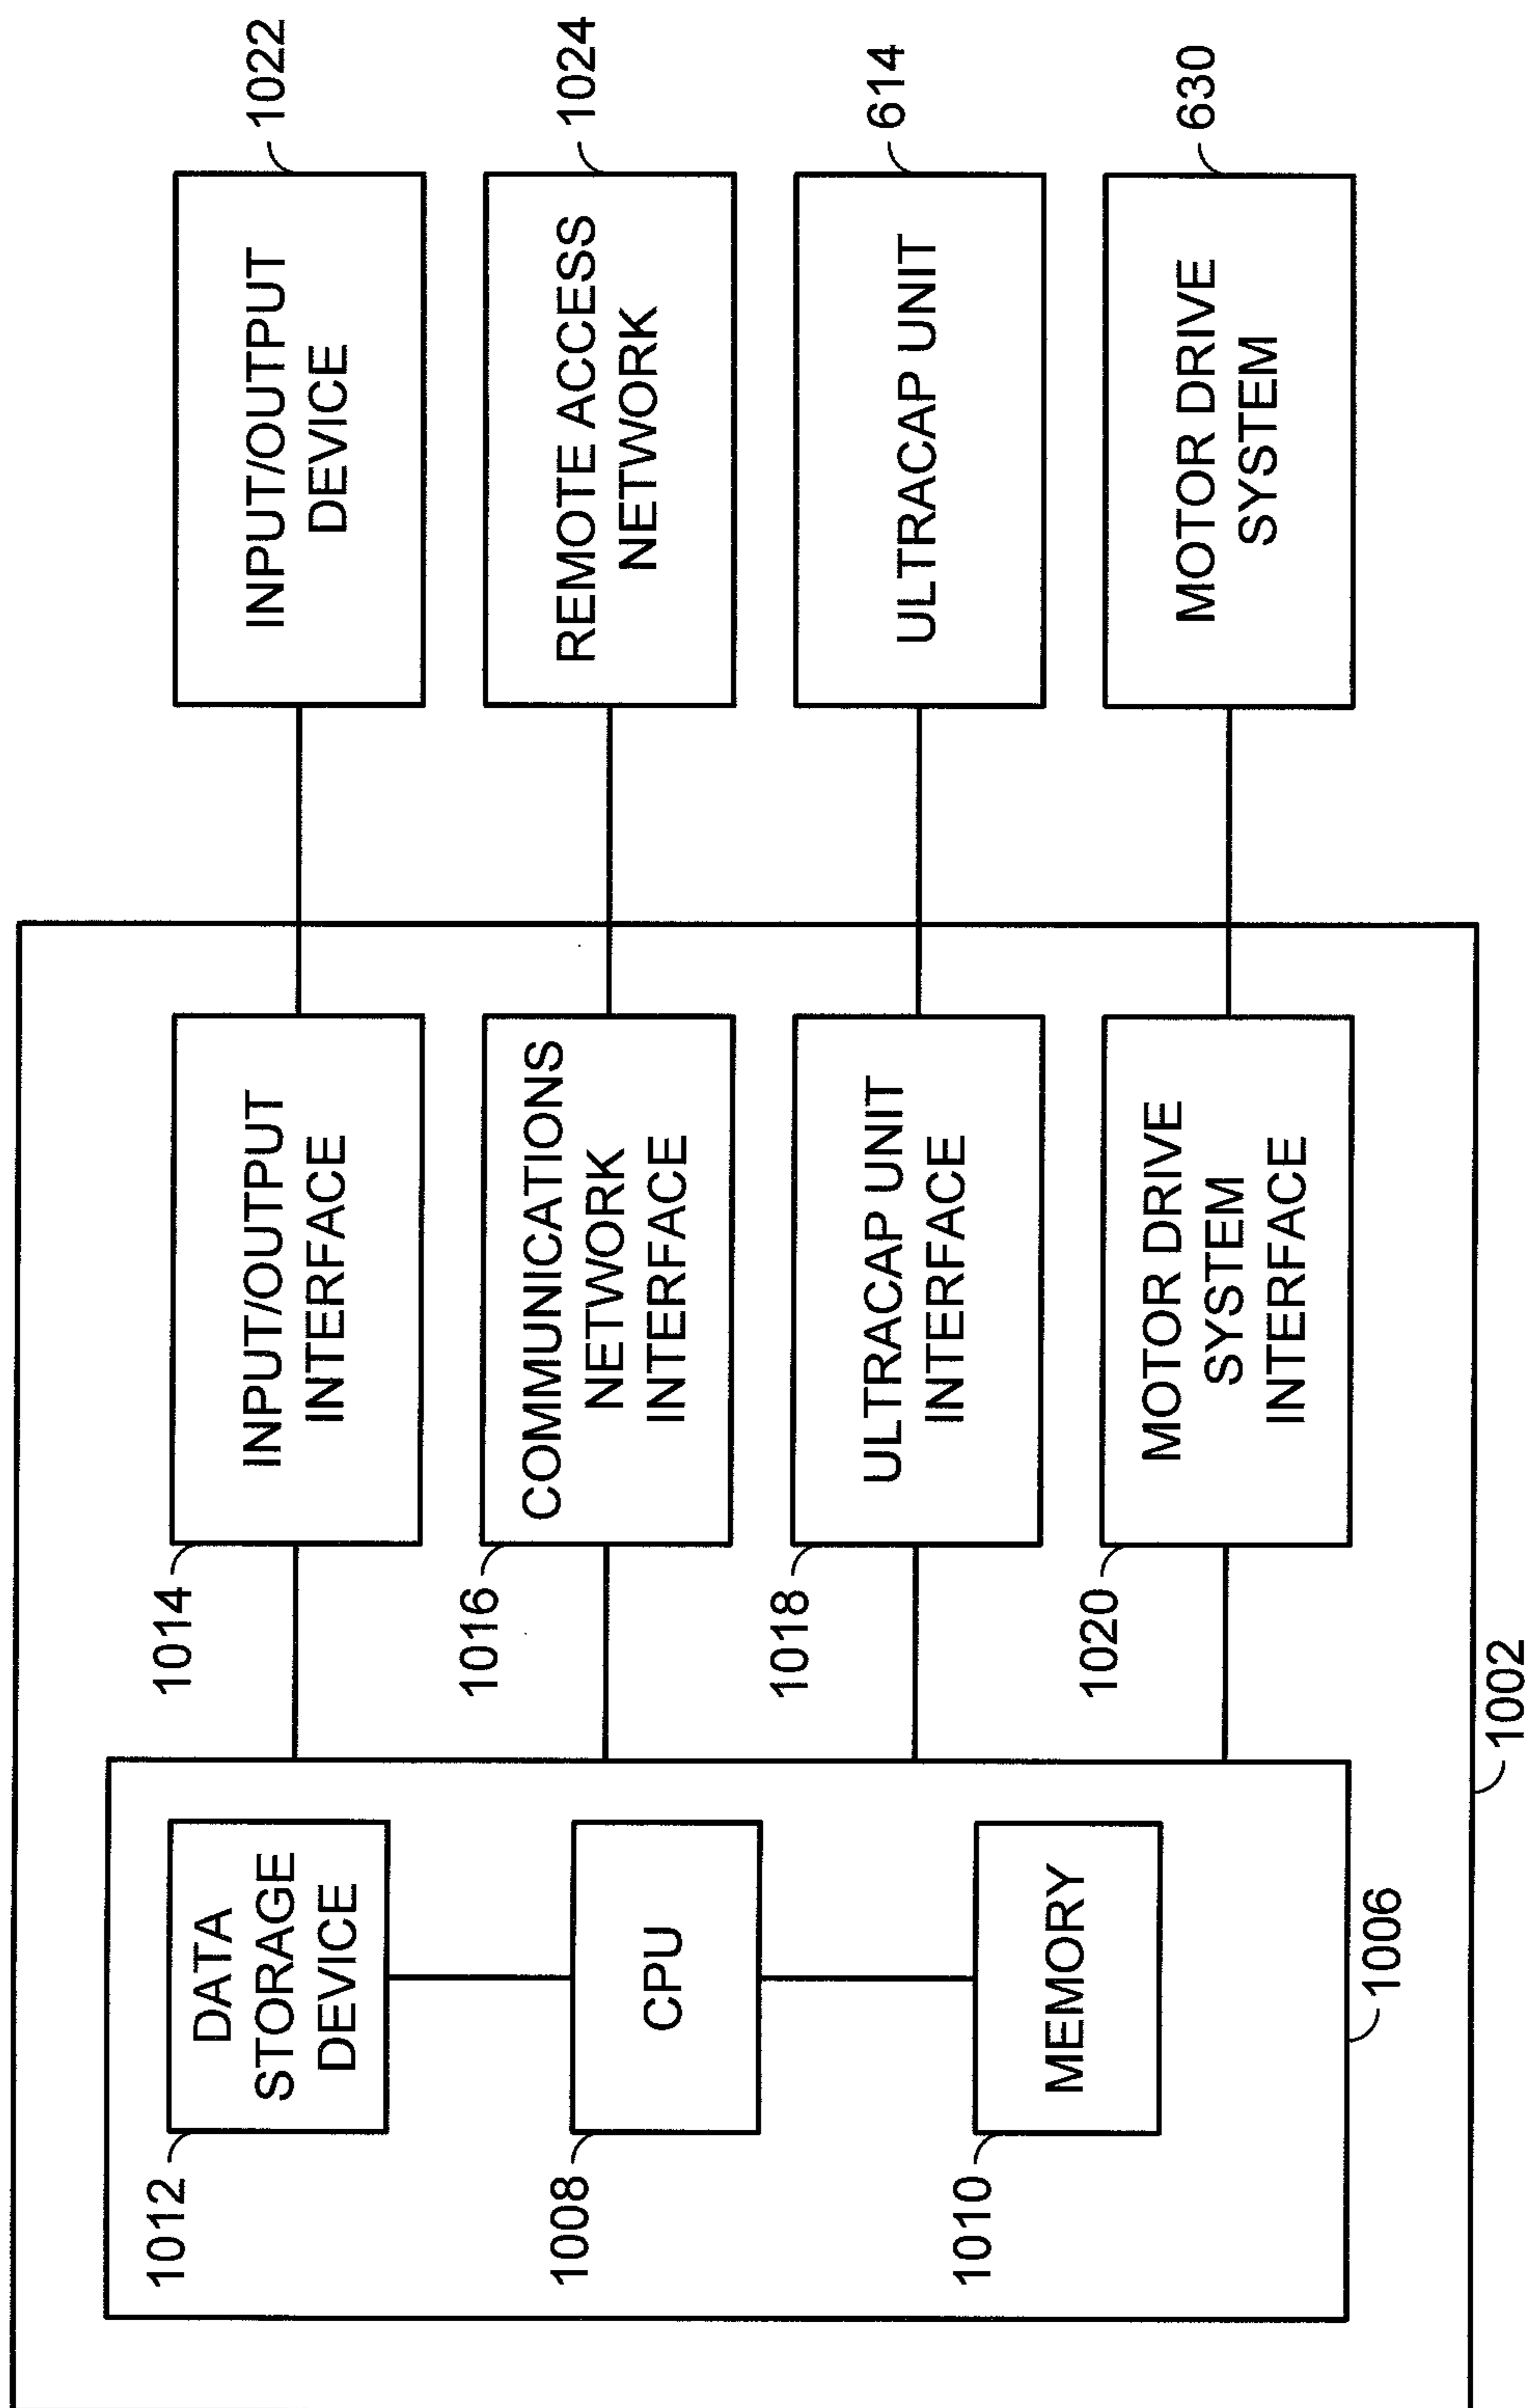 1012
DATA
STORAGE
DEVICE
1008
CPU
1010
MEMORY
1006
1002
1014
INPUT/OUTPUT
INTERFACE
1016
COMMUNICATIONS
NETWORK
INTERFACE
1018
ULTRACAP UNIT
INTERFACE
1020
MOTOR DRIVE
SYSTEM
INTERFACE
INPUT/OUTPUT
DEVICE
1022
REMOTE ACCESS
NETWORK
1024
ULTRACAP UNIT
614
MOTOR DRIVE
SYSTEM
630